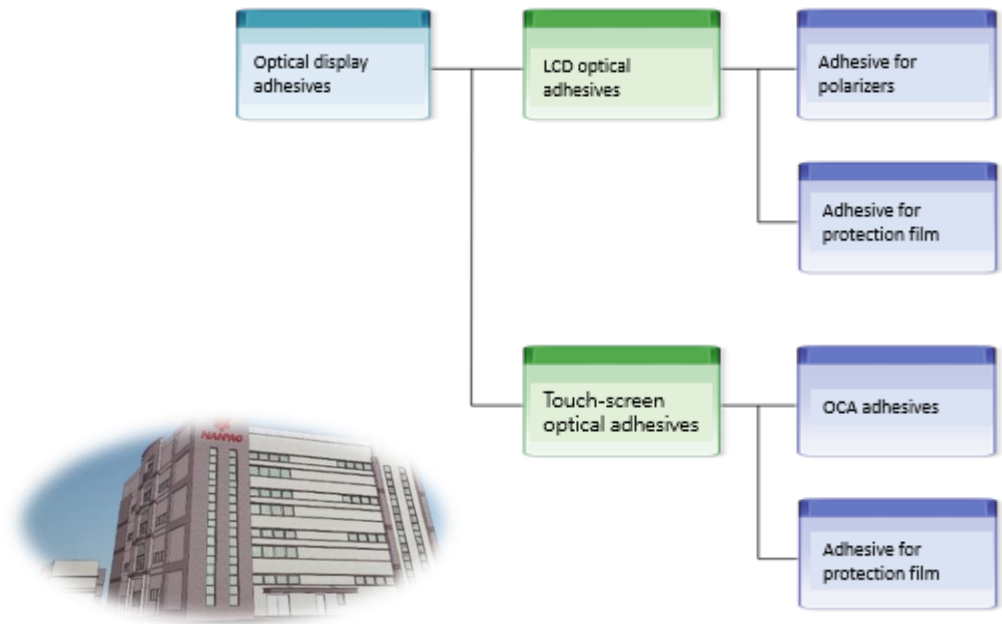 Optical display
adhesives
LCD optical
adhesives
Adhesive for
polarizers
Adhesive for
protection film
Touch-screen
optical adhesives
OCA adhesives
Adhesive for
protection film
NANPAO